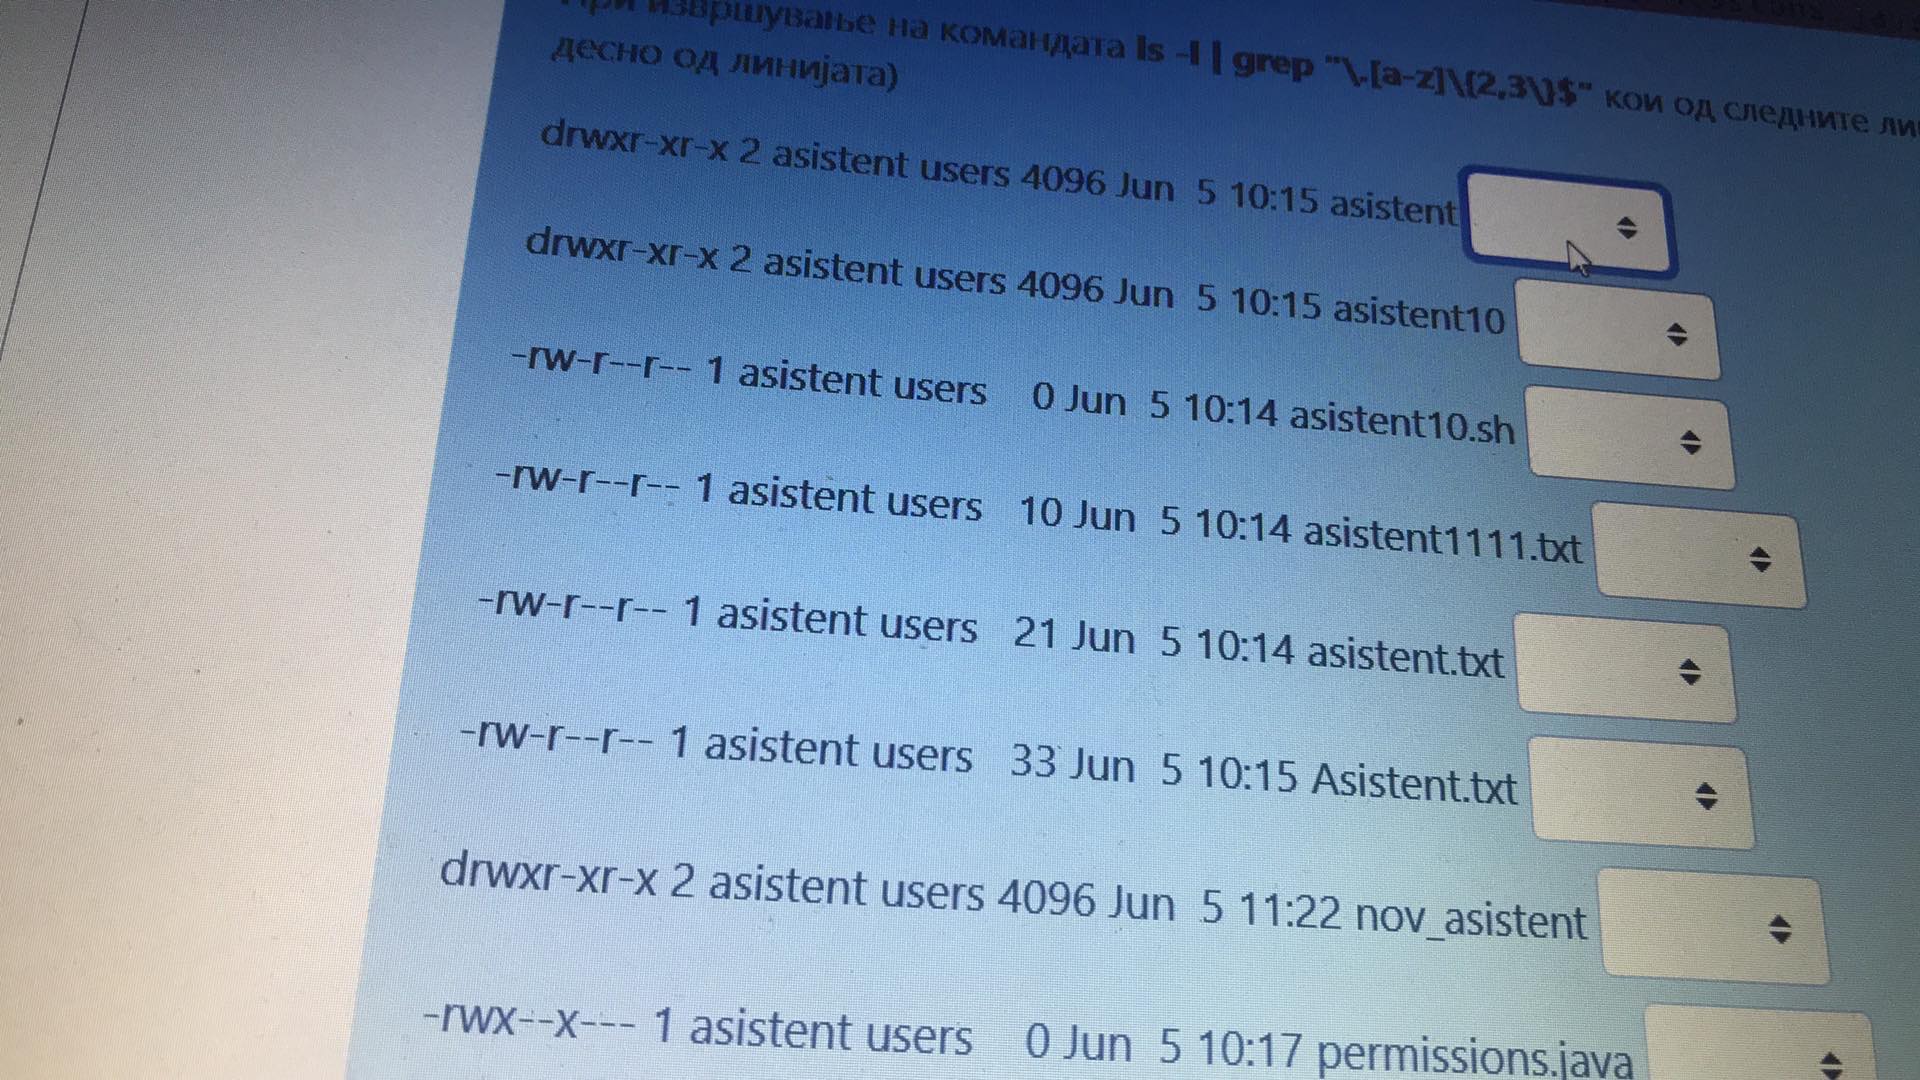 При извршување на командата ls -l | grep "\.[a-z]\{2,3\}$" кои од следните
десно од линијата)
drwxr-xr-x 2 asistent users 4096 Jun  5 10:15 asistent
drwxr-xr-x 2 asistent users 4096 Jun  5 10:15 asistent10
-rw-r--r-- 1 asistent users    0 Jun  5 10:14 asistent10.sh
-rw-r--r-- 1 asistent users   10 Jun  5 10:14 asistent1111.txt
-rw-r--r-- 1 asistent users   21 Jun  5 10:14 asistent.txt
-rw-r--r-- 1 asistent users   33 Jun  5 10:15 Asistent.txt
drwxr-xr-x 2 asistent users 4096 Jun  5 11:22 nov_asistent
-rwx--x--- 1 asistent users    0 Jun  5 10:17 permissions.java